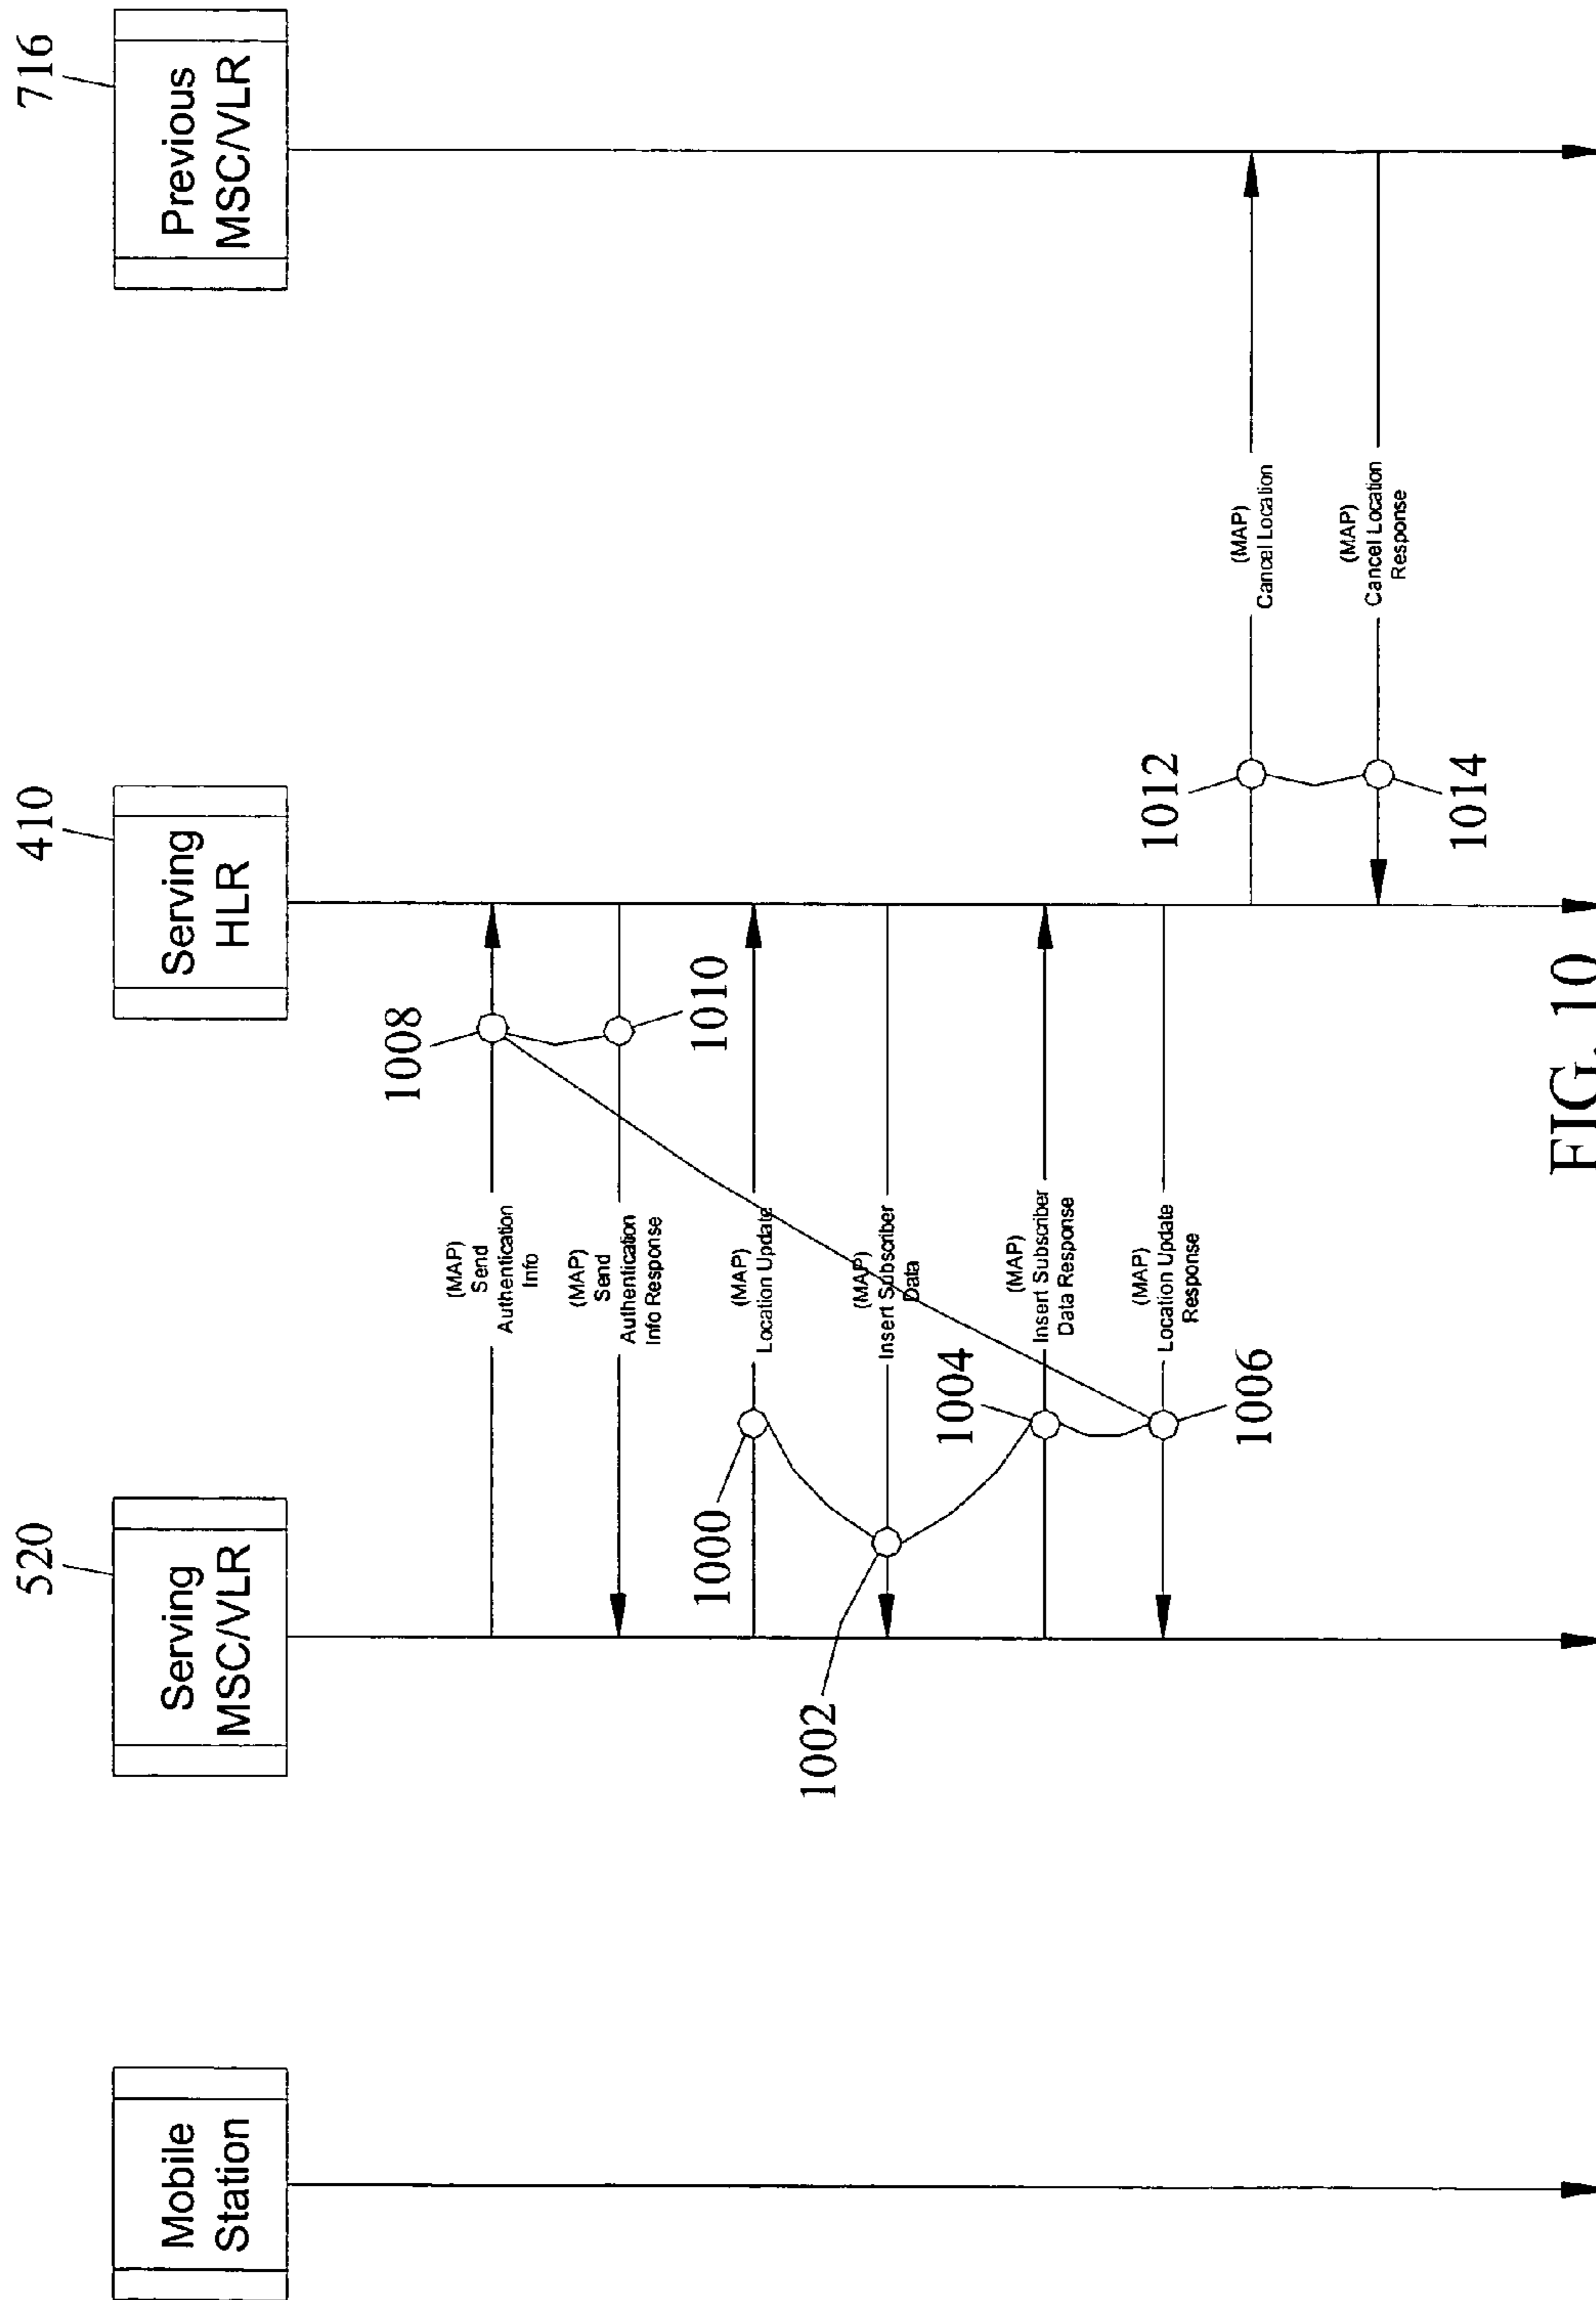 Mobile
Station
520
Serving
MSC/VLR
410
Serving
HLR
716
Previous
MSC/VLR
(MAP)
Send
Authentication
Info
1008
(MAP)
Send
Authentication
Info Response
1010
1000
(MAP)
Location Update
1002
(MAP)
Insert Subscriber
Data
1004
(MAP)
Insert Subscriber
Data Response
(MAP)
Location Update
Response
1006
1012
(MAP)
Cancel Location
(MAP)
Cancel Location
Response
1014
FIG. 10